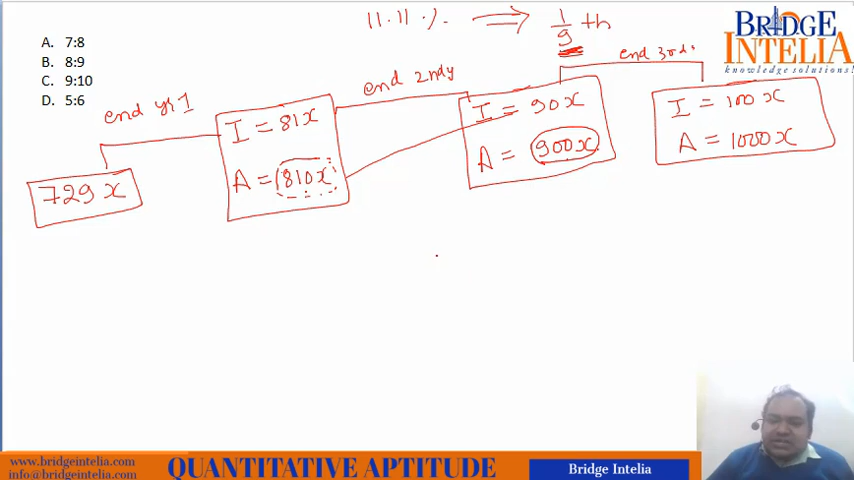 A. 7:8
B. 8:9
C. 9:10
D. 5:6
11.11 %. ⟹ 1/9 th
BRIDGE
INTELIA
knowledge solutions!
end yr 1
end 2nd y
end 3rd.
729x
I = 81x
A = 810x
I = 90x
A = 900x
I = 100x
A = 1000x
www.bridgeintelia.com
info@bridgeintelia.com
QUANTITATIVE APTITUDE
Bridge Intelia